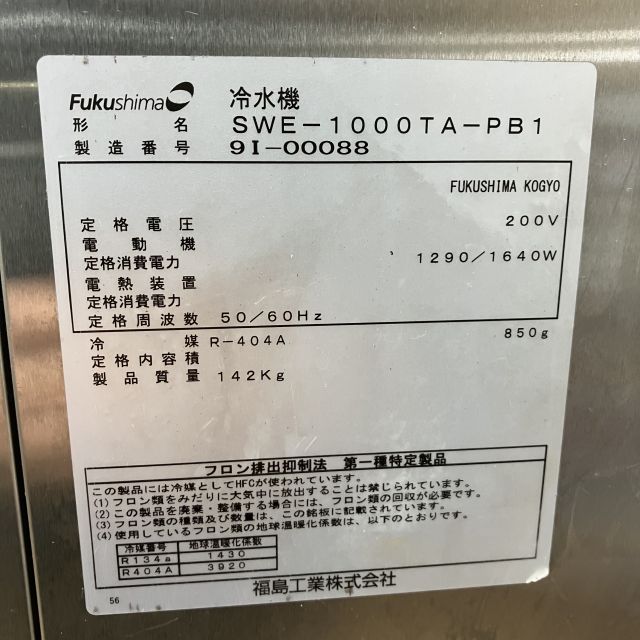 Fukushima 冷水機
形名 SWE-1000TA-PB1
製造番号 9I-00088
FUKUSHIMA KOGYO
定格電圧 200V
電動機
定格消費電力 1290/1640W
電熱装置
定格消費電力
定格周波数 50/60Hz
冷媒 R-404A 850g
定格内容積
製品質量 142Kg
フロン排出抑制法 第一種特定製品
この製品には冷媒としてHFCが使われています。
(1)フロン類をみだりに大気中に放出することは禁じられています。
(2)この製品を廃棄・整備する場合には、フロン類の回収が必要です。
(3)フロンの種類及び数量は、この銘板に記載されています。
(4)使用しているフロン類の地球温暖化係数は、以下のとおりです。
冷媒番号 地球温暖化係数
R134a 1430
R404A 3920
福島工業株式会社
56